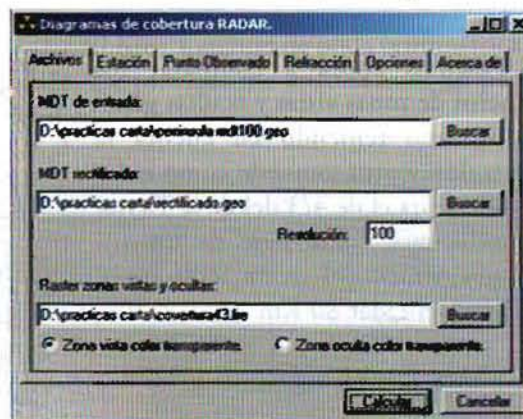 Diagramas de cobertura RADAR.
Archivos Estación Punto Observado Refracción Opciones Acerca de
MDT de entrada:
D:\practicas carta\peninsula mdt100.geo Buscar
MDT rectificado:
D:\practicas carta\rectificado.geo Buscar
Resolución: 100
Raster zonas vistas y ocultas:
D:\practicas carta\covertura43.lre Buscar
Zona vista color transparente. Zona oculta color transparente.
Calcular Cancelar